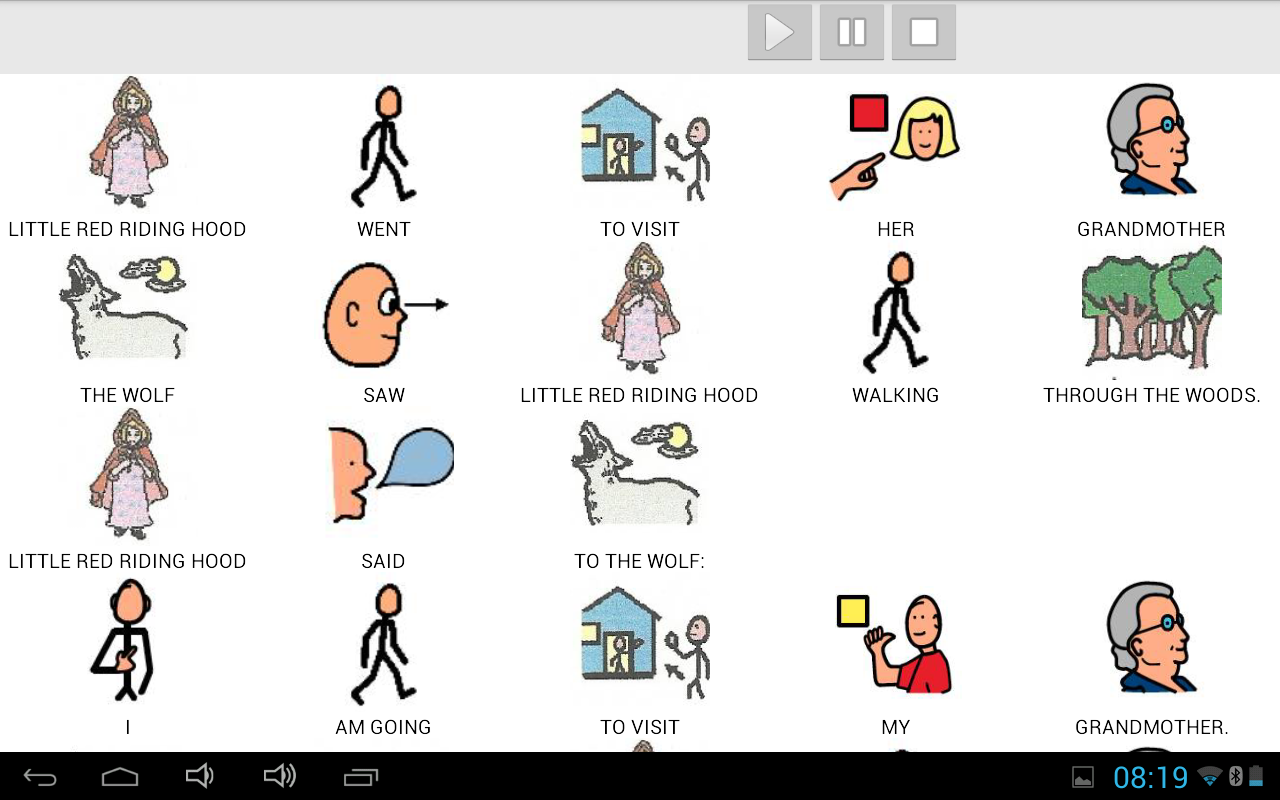 LITTLE RED RIDING HOOD WENT TO VISIT HER GRANDMOTHER
THE WOLF SAW LITTLE RED RIDING HOOD WALKING THROUGH THE WOODS.
LITTLE RED RIDING HOOD SAID TO THE WOLF:
I AM GOING TO VISIT MY GRANDMOTHER.
08:19